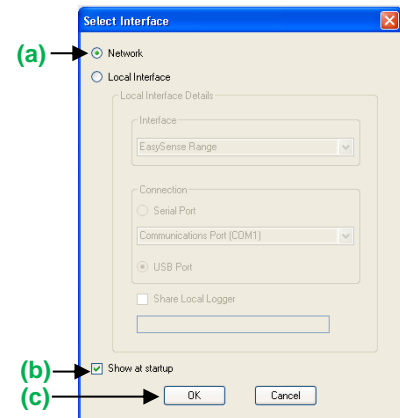 Select Interface
(a)
Network
Local Interface
Local Interface Details
Interface
EasySense Range
Connection
Serial Port
Communications Port (COM1)
USB Port
Share Local Logger
(b)
Show at startup
(c)
OK
Cancel